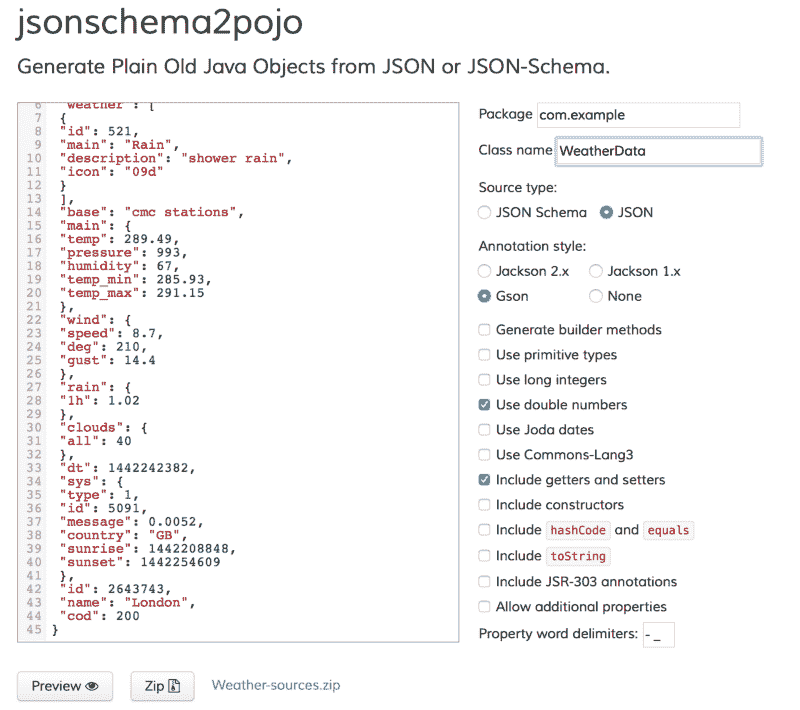 jsonschema2pojo
Generate Plain Old Java Objects from JSON or JSON-Schema.
6 "weather": [
7 {
8 "id": 521,
9 "main": "Rain",
10 "description": "shower rain",
11 "icon": "09d"
12 }
13 ],
14 "base": "cmc stations",
15 "main": {
16 "temp": 289.49,
17 "pressure": 993,
18 "humidity": 67,
19 "temp_min": 285.93,
20 "temp_max": 291.15
21 },
22 "wind": {
23 "speed": 8.7,
24 "deg": 210,
25 "gust": 14.4
26 },
27 "rain": {
28 "1h": 1.02
29 },
30 "clouds": {
31 "all": 40
32 },
33 "dt": 1442242382,
34 "sys": {
35 "type": 1,
36 "id": 5091,
37 "message": 0.0052,
38 "country": "GB",
39 "sunrise": 1442208848,
40 "sunset": 1442254609
41 },
42 "id": 2643743,
43 "name": "London",
44 "cod": 200
45 }
Package com.example
Class name WeatherData
Source type:
JSON Schema JSON
Annotation style:
Jackson 2.x Jackson 1.x
Gson None
Generate builder methods
Use primitive types
Use long integers
Use double numbers
Use Joda dates
Use Commons-Lang3
Include getters and setters
Include constructors
Include hashCode and equals
Include toString
Include JSR-303 annotations
Allow additional properties
Property word delimiters: - _
Preview Zip Weather-sources.zip